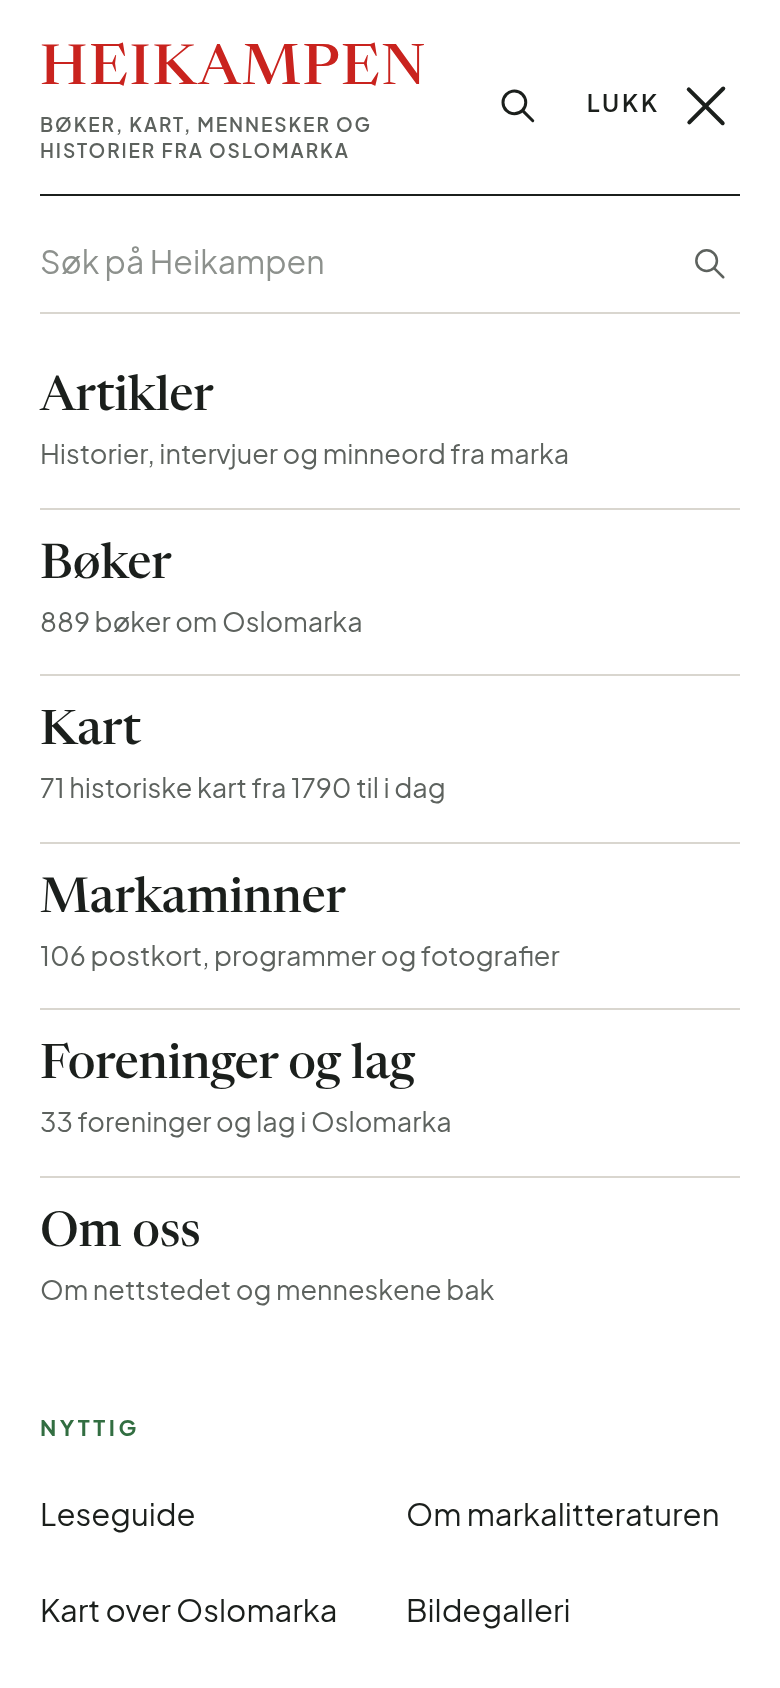 HEIKAMPEN
BØKER, KART, MENNESKER OG
HISTORIER FRA OSLOMARKA
LUKK
Søk på Heikampen
Artikler
Historier, intervjuer og minneord fra marka
Bøker
889 bøker om Oslomarka
Kart
71 historiske kart fra 1790 til i dag
Markaminner
106 postkort, programmer og fotografier
Foreninger og lag
33 foreninger og lag i Oslomarka
Om oss
Om nettstedet og menneskene bak
NYTTIG
Leseguide
Om markalitteraturen
Kart over Oslomarka
Bildegalleri